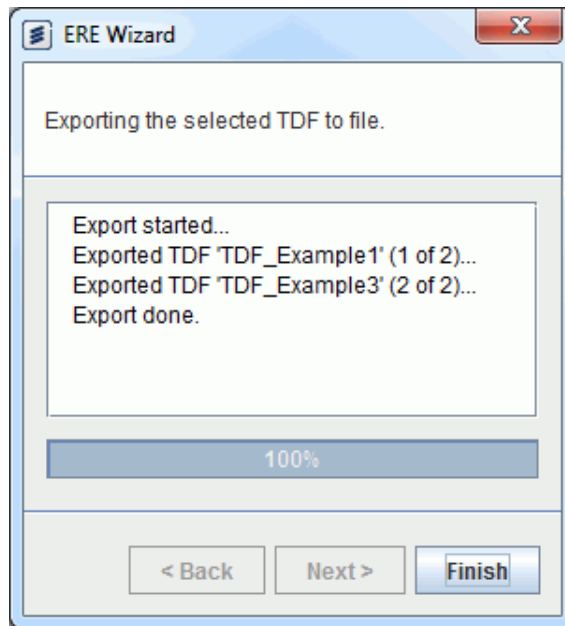 ERE Wizard
Exporting the selected TDF to file.
Export started...
Exported TDF 'TDF_Example1' (1 of 2)...
Exported TDF 'TDF_Example3' (2 of 2)...
Export done.
100%
< Back Next > Finish